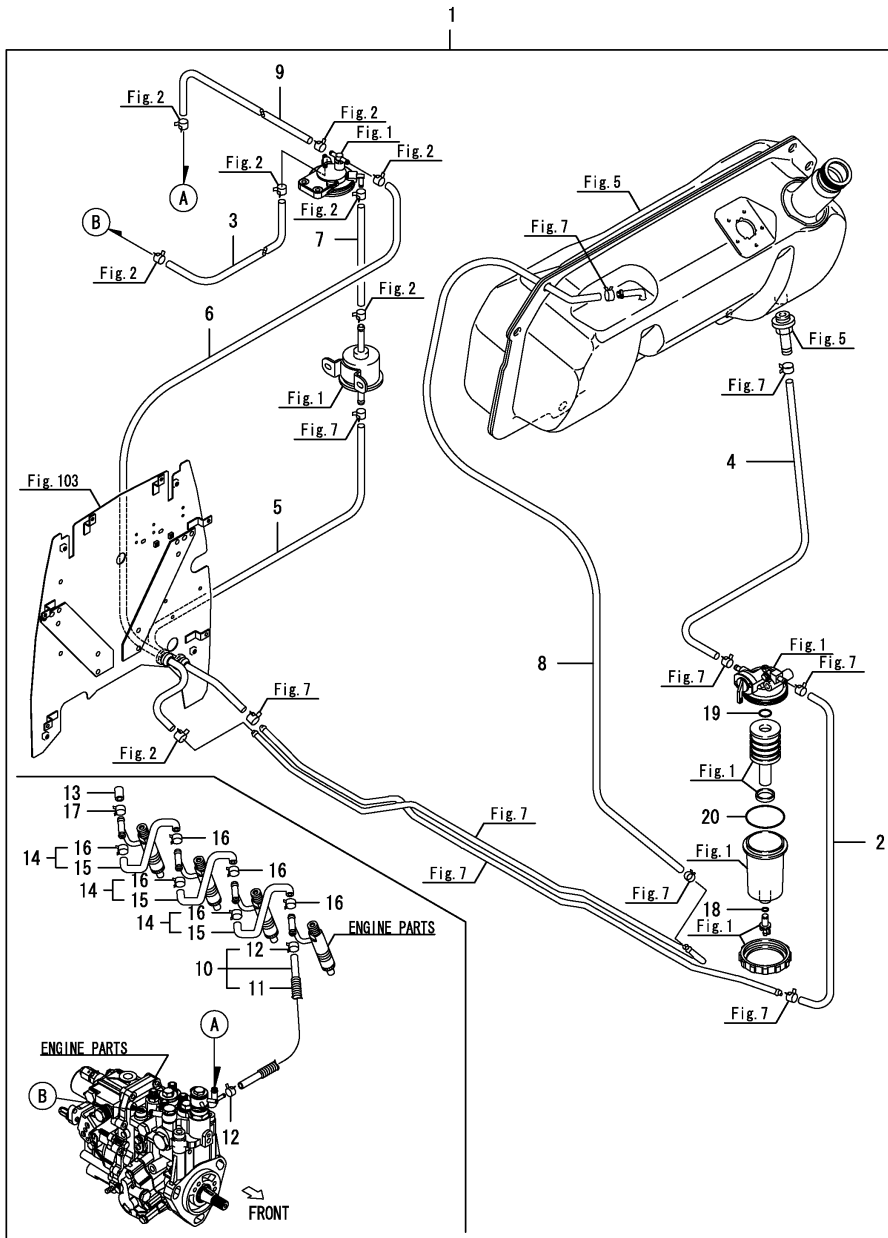 1
9
Fig. 2
Fig. 2
Fig. 1
Fig. 2
Fig. 2
A
Fig. 5
B
3
Fig. 2
7
Fig. 7
Fig. 2
Fig. 2
6
Fig. 5
Fig. 1
Fig. 7
Fig. 7
4
Fig. 103
5
8
Fig. 1
Fig. 7
Fig. 7
Fig. 7
19
Fig. 2
Fig. 1
13
17
20
Fig. 7
16
16
2
14
15
Fig. 1
Fig. 7
16
16
14
15
Fig. 7
16
16
18
14
15
ENGINE PARTS
Fig. 1
12
10
11
Fig. 7
A
ENGINE PARTS
B
12
FRONT